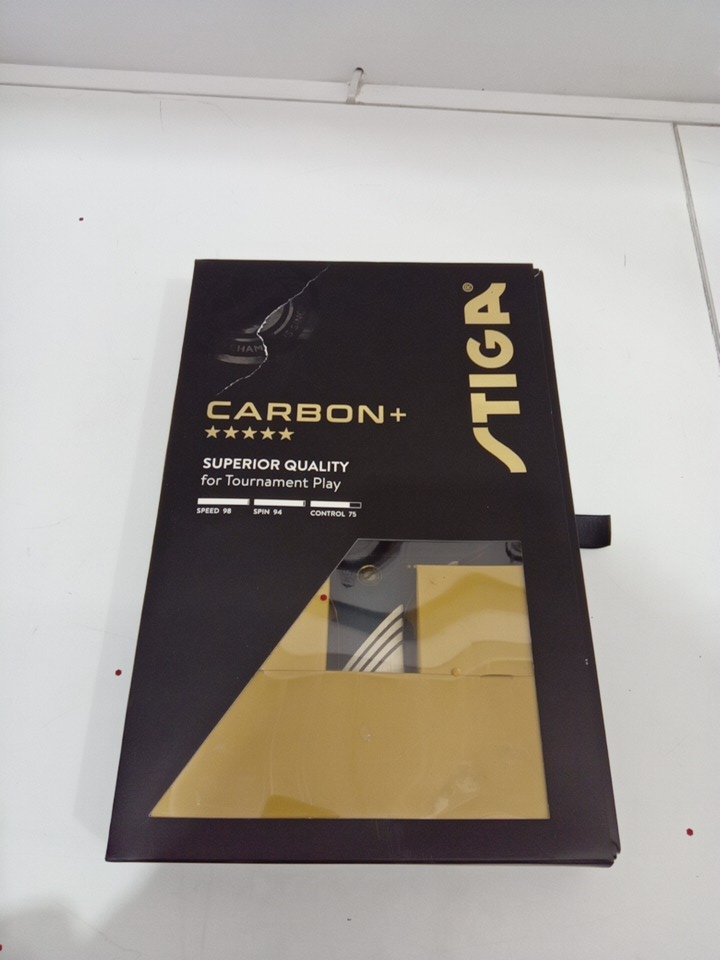 STIGA®
CARBON+
SUPERIOR QUALITY
for Tournament Play
SPEED 98 SPIN 94 CONTROL 75